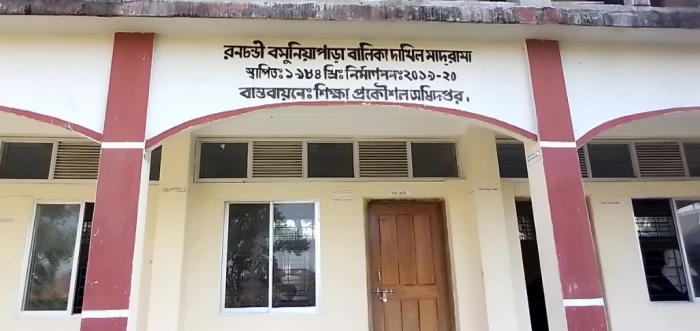 রনচন্ডী বসুনিয়াপাড়া বালিকা দাখিল মাদরাসা
স্থাপিতঃ ১৯৮৪ খ্রিঃ নির্মাণসনঃ২০১৯-২০
বাস্তবায়নেঃ শিক্ষা প্রকৌশল অধিদপ্তর,